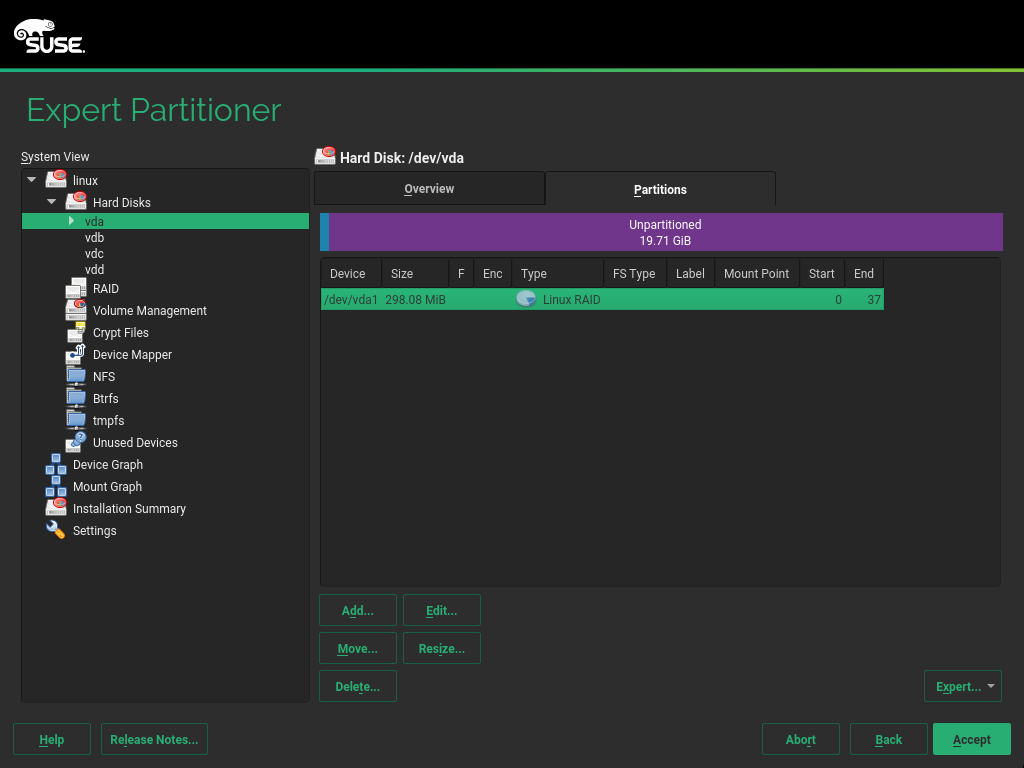 SUSE.
Expert Partitioner
System View
linux
Hard Disks
vda
vdb
vdc
vdd
RAID
Volume Management
Crypt Files
Device Mapper
NFS
Btrfs
tmpfs
Unused Devices
Device Graph
Mount Graph
Installation Summary
Settings
Hard Disk: /dev/vda
Overview Partitions
Unpartitioned
19.71 GiB
Device Size F Enc Type FS Type Label Mount Point Start End
/dev/vda1 298.08 MiB Linux RAID 0 37
Add... Edit...
Move... Resize...
Delete... Expert...
Help Release Notes... Abort Back Accept